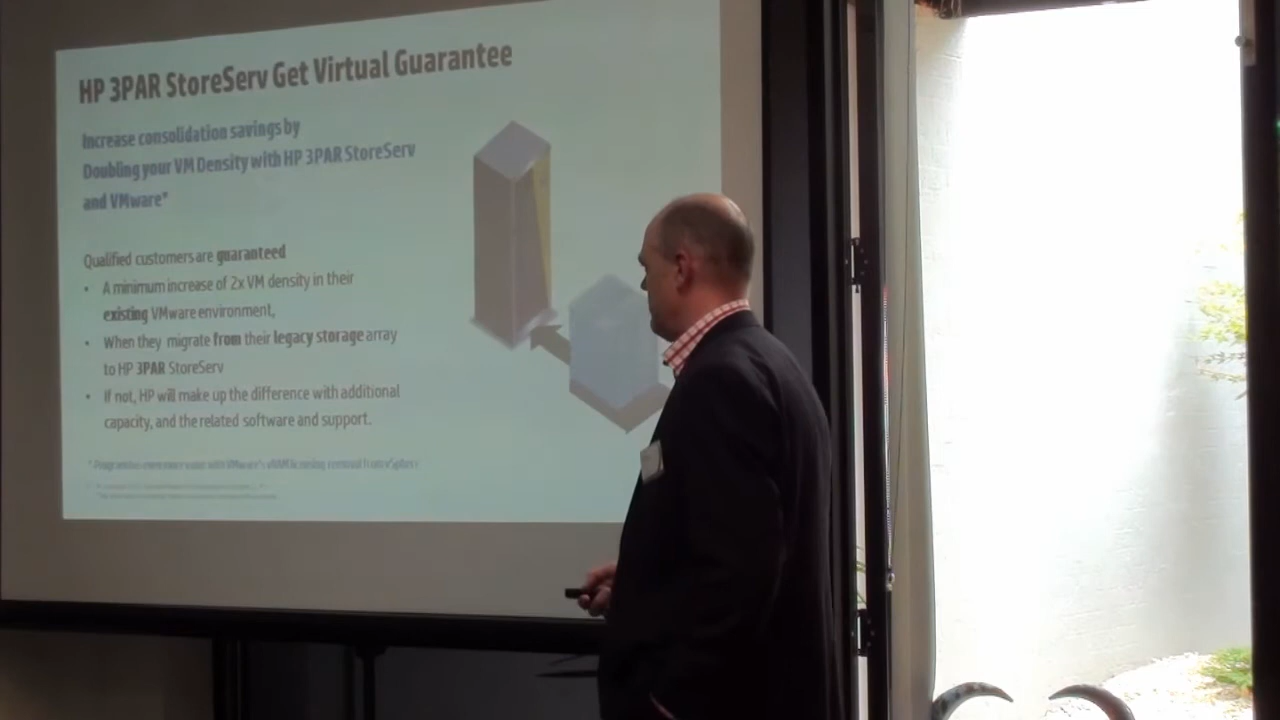 HP 3PAR StoreServ Get Virtual Guarantee
Increase consolidation savings by
Doubling your VM Density with HP 3PAR StoreServ
and VMware*
Qualified customers are guaranteed
• A minimum increase of 2x VM density in their
existing VMware environment,
• When they migrate from their legacy storage array
to HP 3PAR StoreServ
• If not, HP will make up the difference with additional
capacity, and the related software and support.